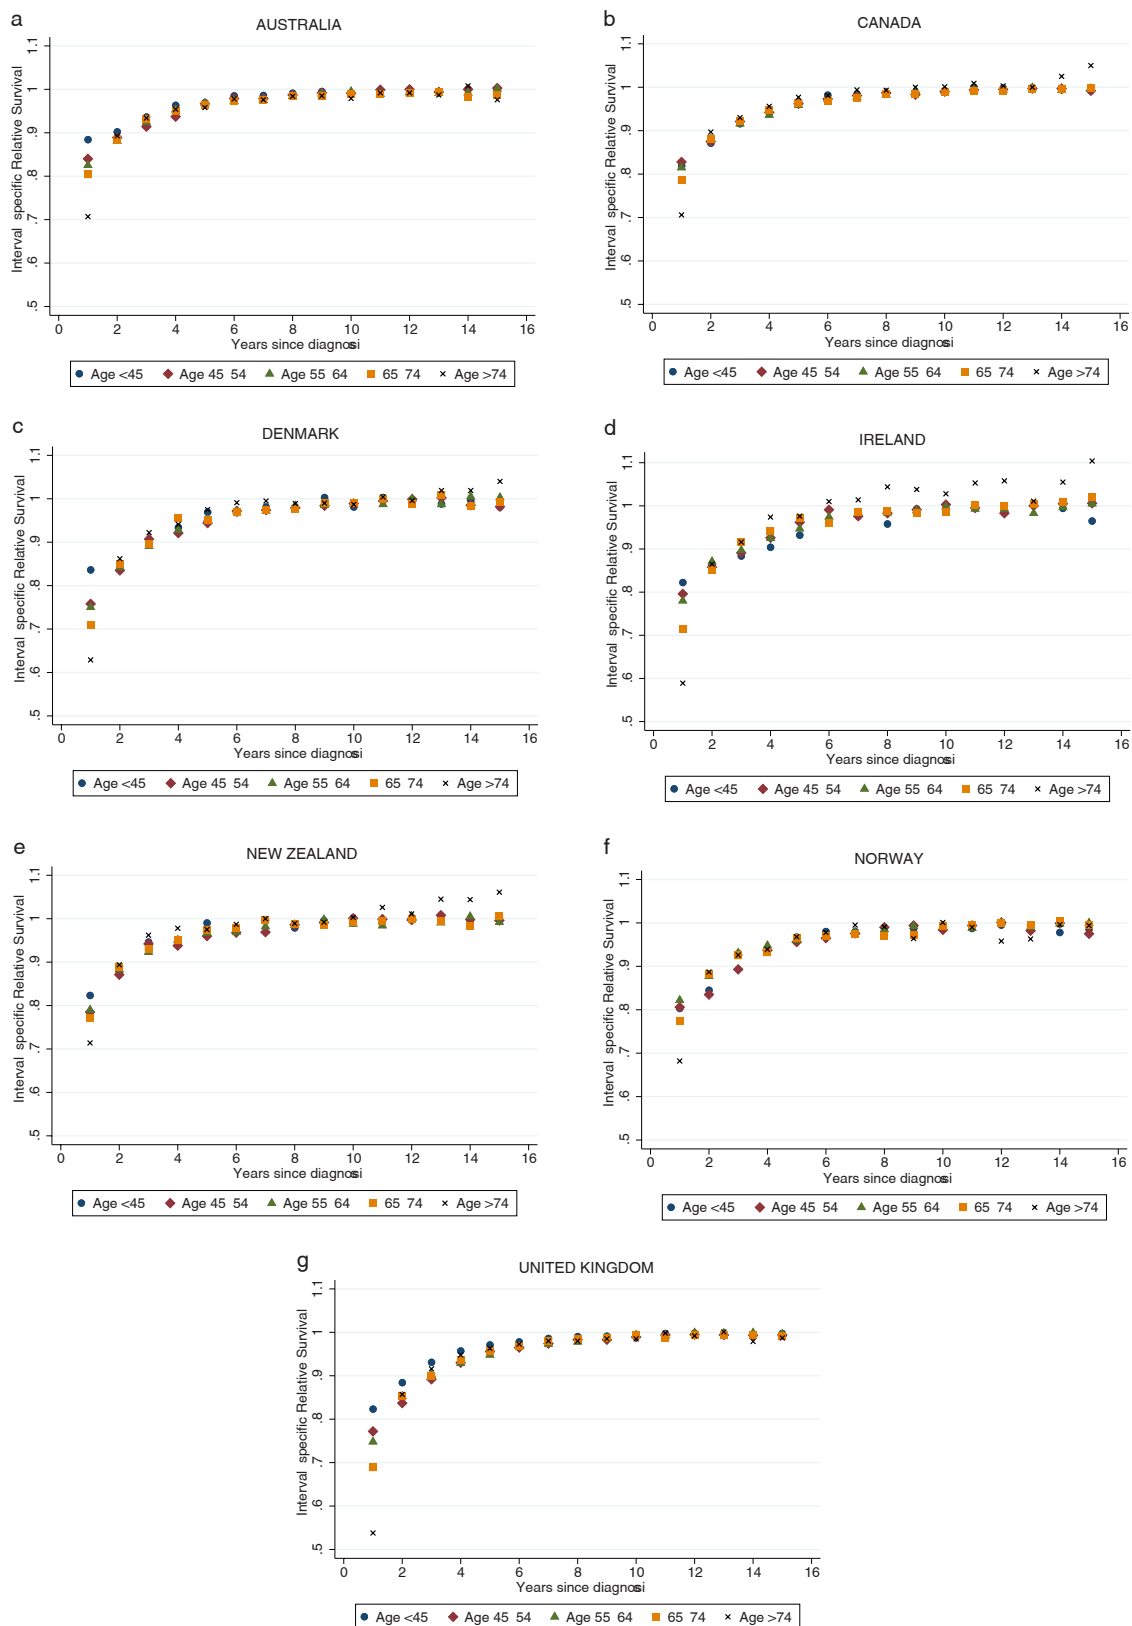 a
AUSTRALIA
Interval specific Relative Survival
1.1
1
.9
.8
.7
.6
.5
0 2 4 6 8 10 12 14 16
Years since diagnosi
Age <45 Age 45 54 Age 55 64 65 74 Age >74
b
CANADA
Interval specific Relative Survival
1.1
1
.9
.8
.7
.6
.5
0 2 4 6 8 10 12 14 16
Years since diagnosi
Age <45 Age 45 54 Age 55 64 65 74 Age >74
c
DENMARK
Interval specific Relative Survival
1.1
1
.9
.8
.7
.6
.5
0 2 4 6 8 10 12 14 16
Years since diagnosi
Age <45 Age 45 54 Age 55 64 65 74 Age >74
d
IRELAND
Interval specific Relative Survival
1.1
1
.9
.8
.7
.6
.5
0 2 4 6 8 10 12 14 16
Years since diagnosi
Age <45 Age 45 54 Age 55 64 65 74 Age >74
e
NEW ZEALAND
Interval specific Relative Survival
1.1
1
.9
.8
.7
.6
.5
0 2 4 6 8 10 12 14 16
Years since diagnosi
Age <45 Age 45 54 Age 55 64 65 74 Age >74
f
NORWAY
Interval specific Relative Survival
1.1
1
.9
.8
.7
.6
.5
0 2 4 6 8 10 12 14 16
Years since diagnosi
Age <45 Age 45 54 Age 55 64 65 74 Age >74
g
UNITED KINGDOM
Interval specific Relative Survival
1.1
1
.9
.8
.7
.6
.5
0 2 4 6 8 10 12 14 16
Years since diagnosi
Age <45 Age 45 54 Age 55 64 65 74 Age >74